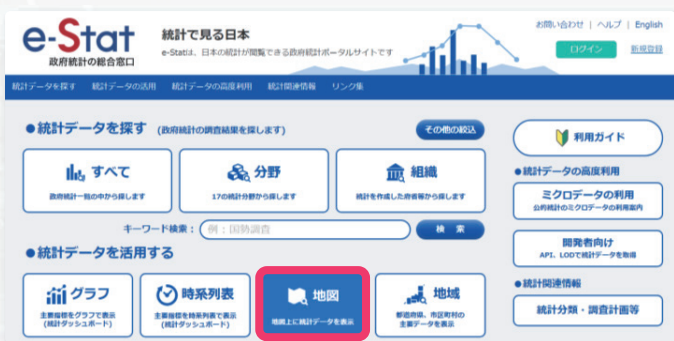 e-Stat
政府統計の総合窓口
統計で見る日本
e-Statは、日本の統計が閲覧できる政府統計ポータルサイトです
お問い合わせ | ヘルプ | English
ログイン 新規登録
統計データを探す 統計データの活用 統計データの高度利用 統計関連情報 リンク集
●統計データを探す (政府統計の調査結果を探します)
その他の絞込
すべて
政府統計一覧の中から探します
分野
17の統計分野から探します
組織
統計を作成した府省等から探します
キーワード検索: 例:国勢調査 検 索
●統計データを活用する
グラフ
主要指標をグラフで表示
(統計ダッシュボード)
時系列表
主要指標を時系列表で表示
(統計ダッシュボード)
地図
地図上に統計データを表示
地域
都道府県、市区町村の
主要データを表示
利用ガイド
●統計データの高度利用
ミクロデータの利用
公的統計のミクロデータの利用案内
開発者向け
API、LODで統計データを取得
●統計関連情報
統計分類・調査計画等